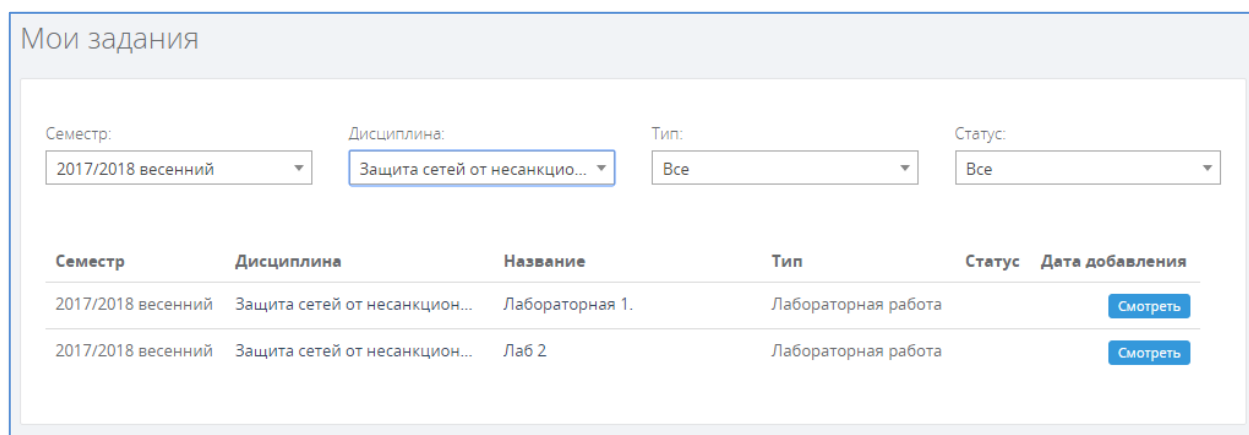 Мои задания
Семестр: Дисциплина: Тип: Статус:
2017/2018 весенний Защита сетей от несанкцио... Все Все
Семестр Дисциплина Название Тип Статус Дата добавления
2017/2018 весенний Защита сетей от несанкцион... Лабораторная 1. Лабораторная работа Смотреть
2017/2018 весенний Защита сетей от несанкцион... Лаб 2 Лабораторная работа Смотреть